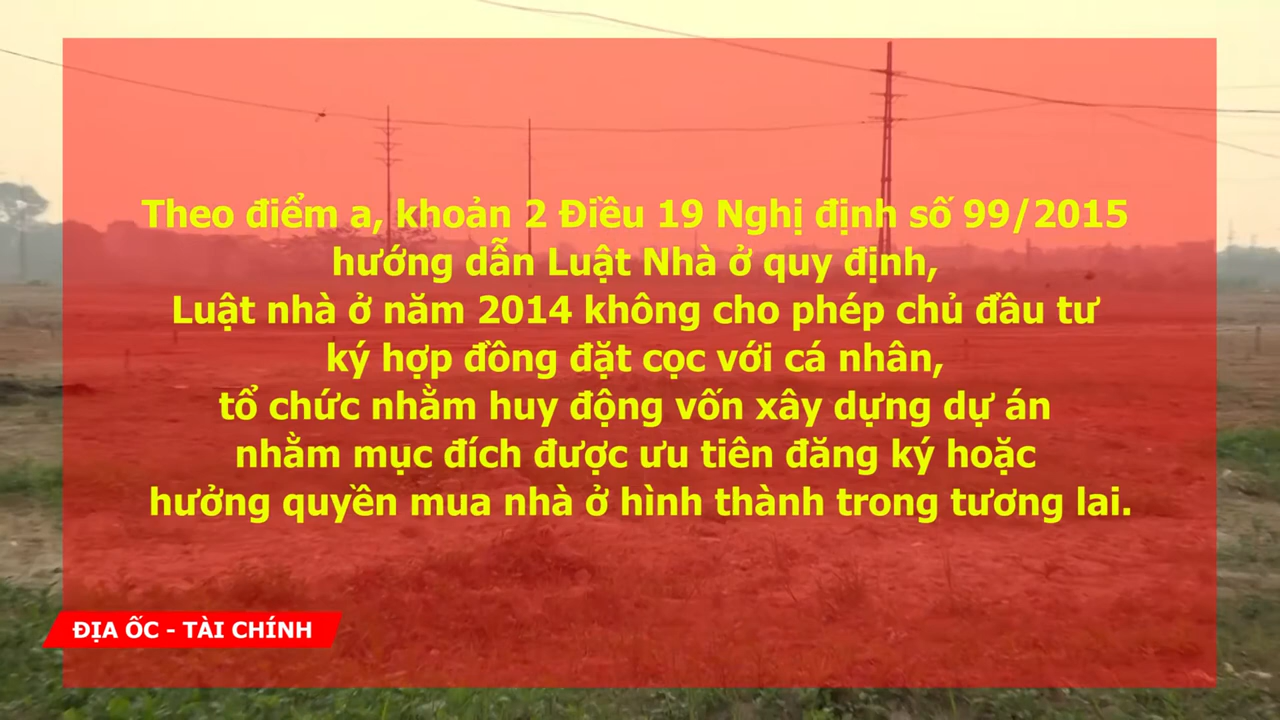 Theo điểm a, khoản 2 Điều 19 Nghị định số 99/2015
hướng dẫn Luật Nhà ở quy định,
Luật nhà ở năm 2014 không cho phép chủ đầu tư
ký hợp đồng đặt cọc với cá nhân,
tổ chức nhằm huy động vốn xây dựng dự án
nhằm mục đích được ưu tiên đăng ký hoặc
hưởng quyền mua nhà ở hình thành trong tương lai.
ĐỊA ỐC - TÀI CHÍNH